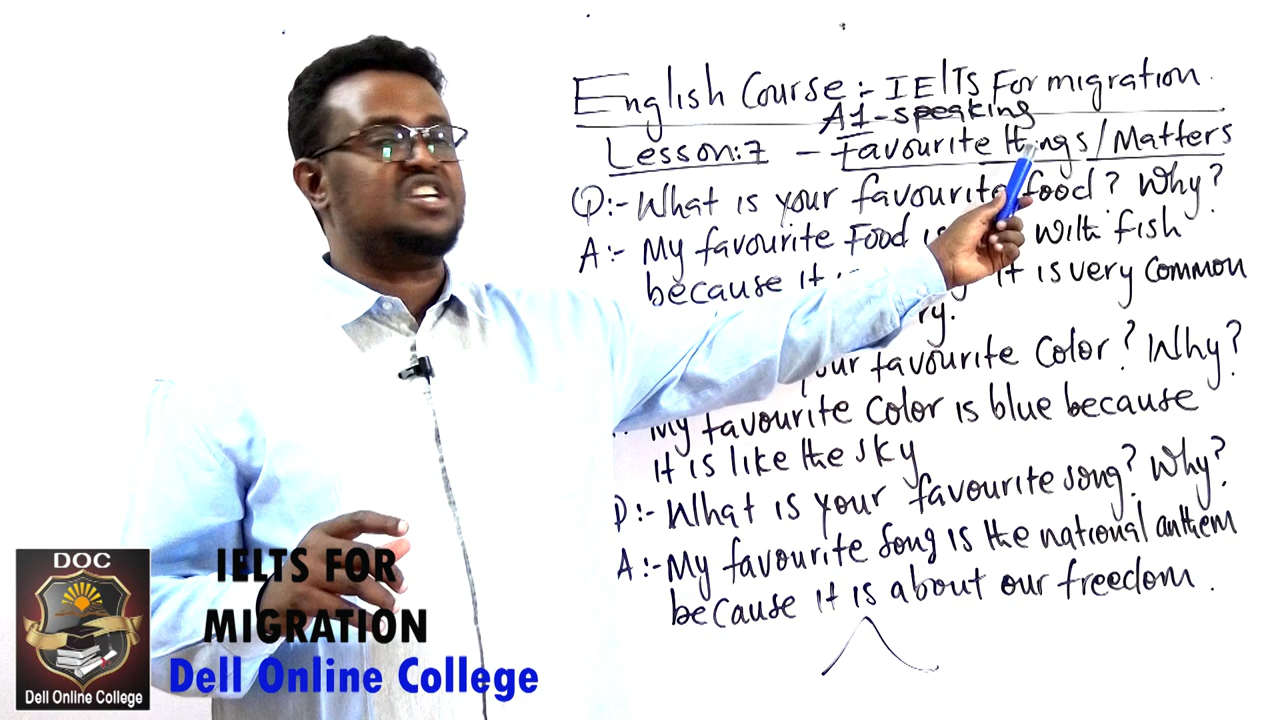 English Course:- IELTS For migration.
A1-speaking
Lesson:7 - Favourite things/Matters
Q:- What is your favourite food? Why?
A:- My favourite Food is with fish
because it it is very common
ry.
your favourite Color? Why?
My favourite Color is blue because
it is like the sky
What is your favourite song? Why?
A:- My favourite song is the national anthem
because it is about our freedom.
DOC
Dell Online College
IELTS FOR
MIGRATION
Dell Online College